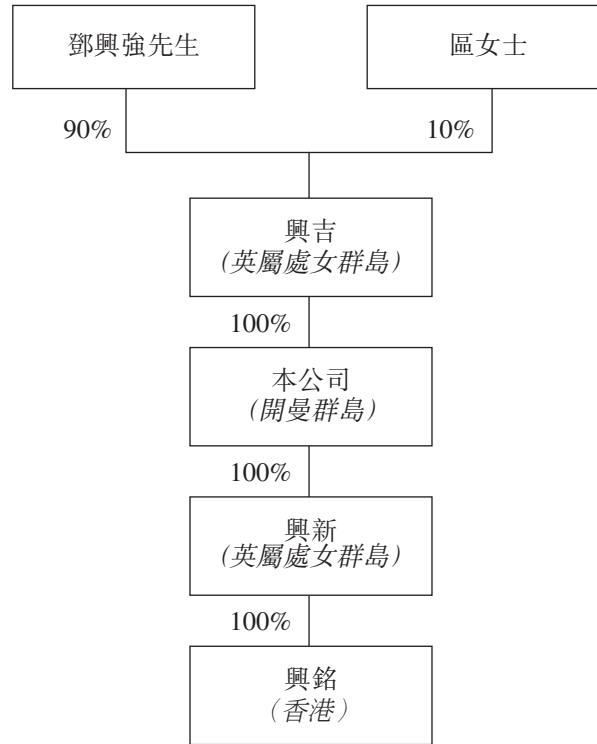 鄧興強先生
區女士
90%
10%
興吉
(英屬處女群島)
100%
本公司
(開曼群島)
100%
興新
(英屬處女群島)
100%
興銘
(香港)